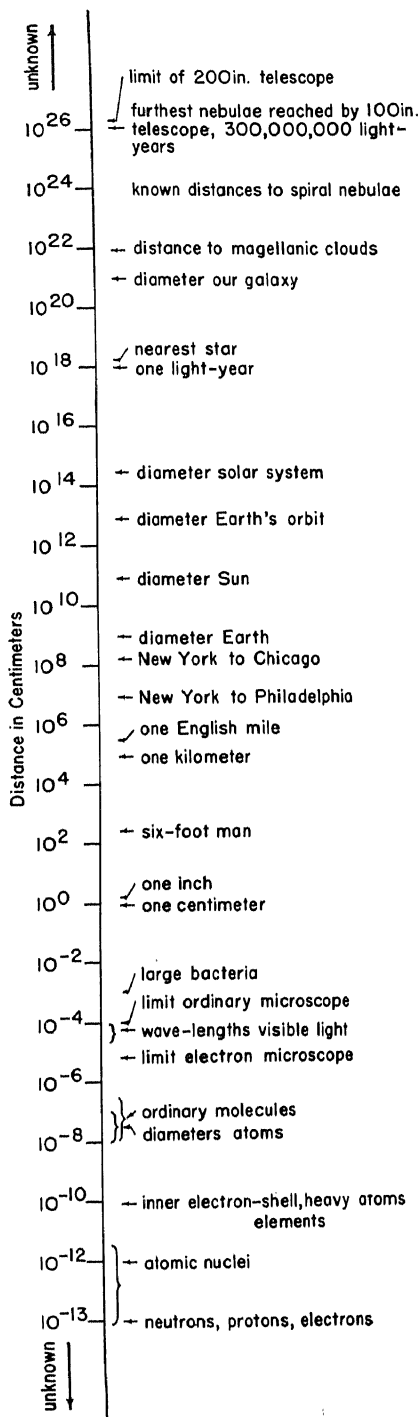 unknown
limit of 200in. telescope
furthest nebulae reached by 100in.
10^26 telescope, 300,000,000 light-
years
10^24 known distances to spiral nebulae
10^22 distance to magellanic clouds
diameter our galaxy
10^20
nearest star
10^18 one light-year
10^16
10^14 diameter solar system
diameter Earth's orbit
10^12
diameter Sun
10^10
diameter Earth
10^8 New York to Chicago
New York to Philadelphia
10^6 one English mile
one kilometer
10^4
10^2 six-foot man
one inch
10^0 one centimeter
10^-2 large bacteria
limit ordinary microscope
10^-4 wave-lengths visible light
limit electron microscope
10^-6
ordinary molecules
10^-8 diameters atoms
10^-10 inner electron-shell, heavy atoms
elements
10^-12 atomic nuclei
10^-13 neutrons, protons, electrons
unknown
Distance in Centimeters